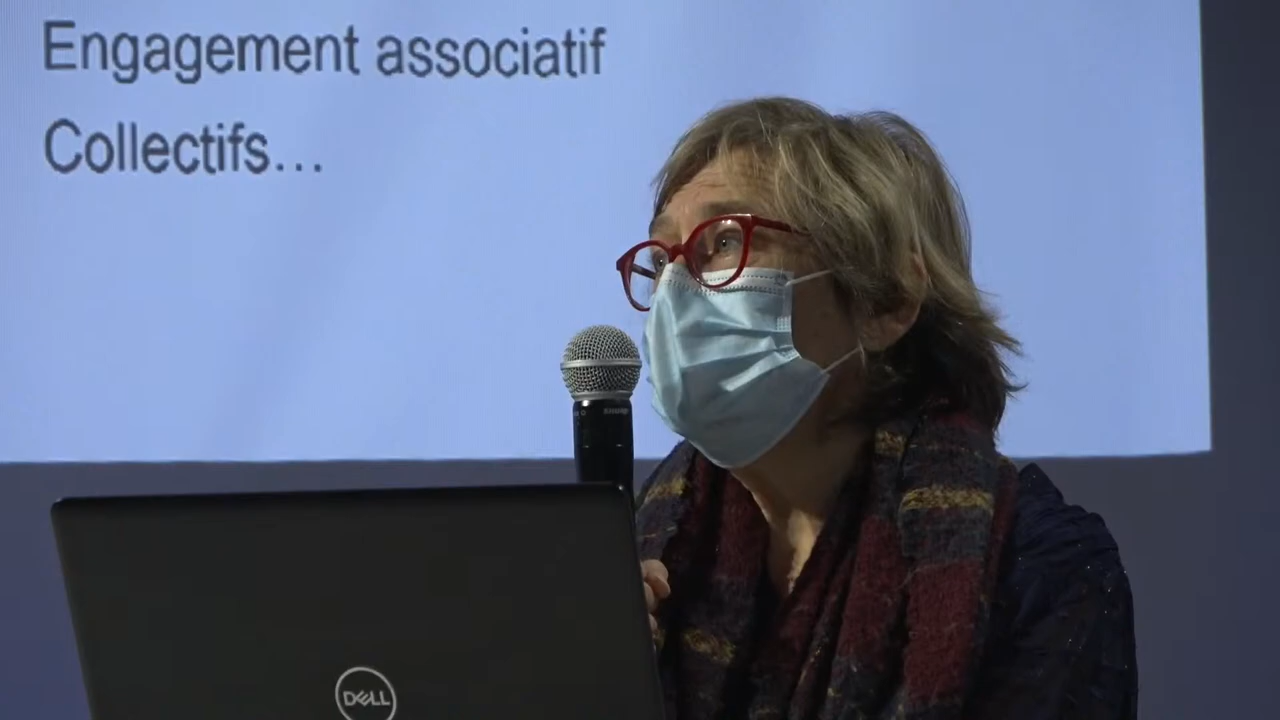 Engagement associatif
Collectifs…
DELL